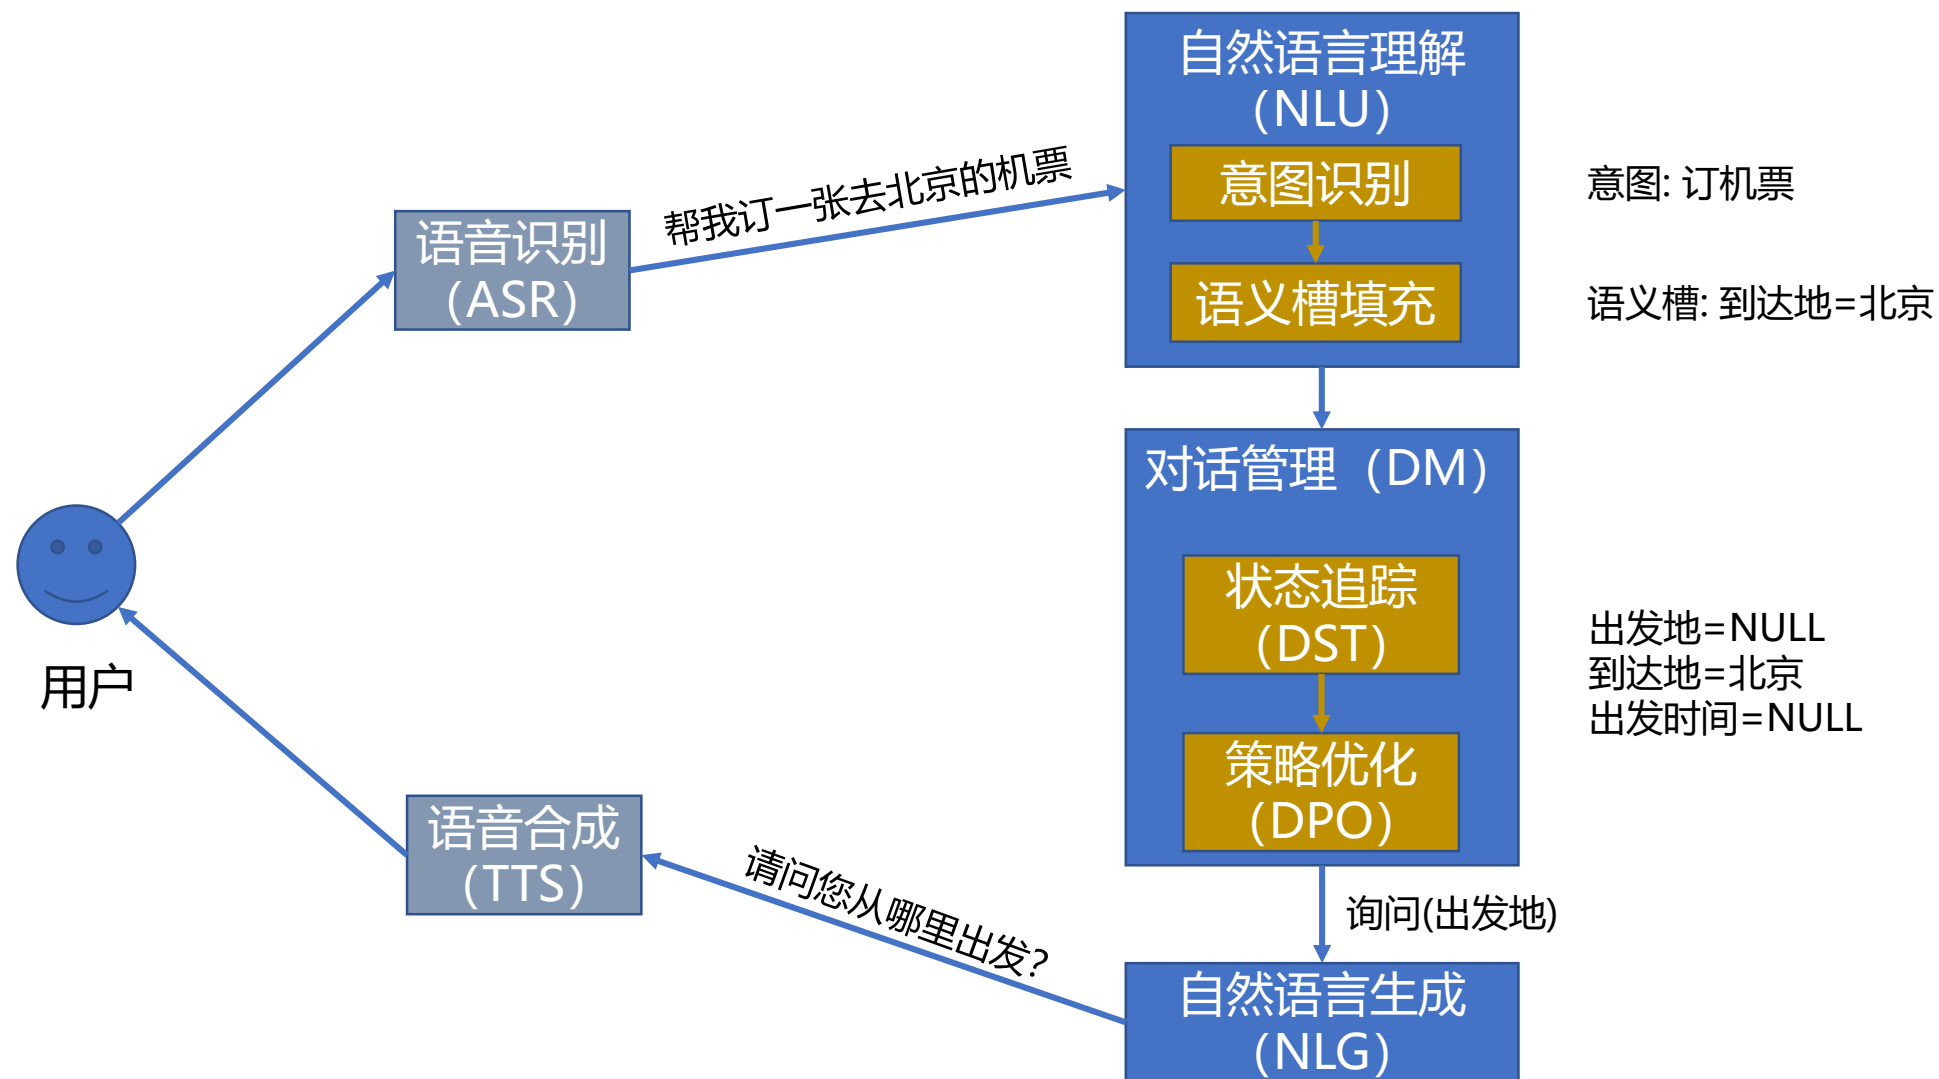 自然语言理解
（NLU）
意图识别
意图: 订机票
帮我订一张去北京的机票
语音识别
（ASR）
语义槽填充
语义槽: 到达地=北京
对话管理（DM）
状态追踪
（DST）
出发地=NULL
到达地=北京
出发时间=NULL
用户
策略优化
（DPO）
语音合成
（TTS）
请问您从哪里出发?
询问(出发地)
自然语言生成
（NLG）